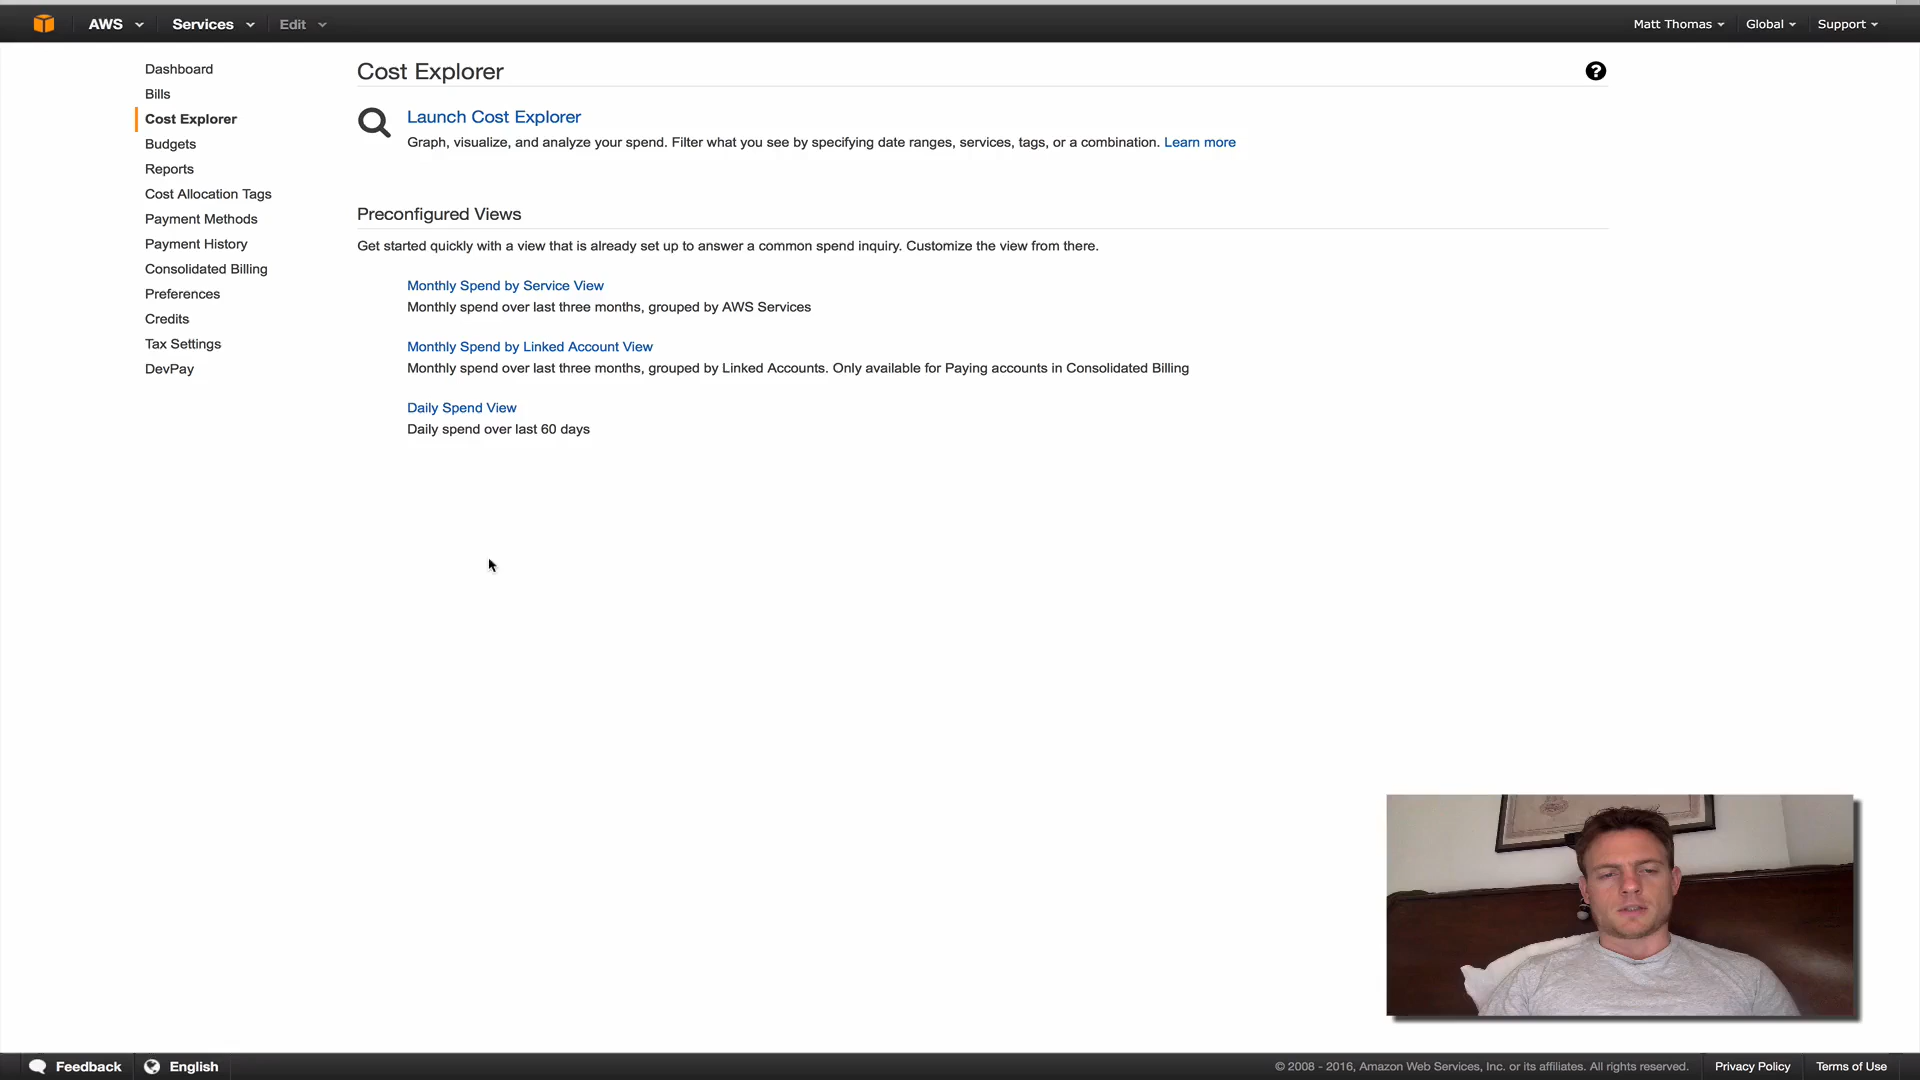 AWS Services Edit Matt Thomas Global Support
Dashboard
Bills
Cost Explorer
Budgets
Reports
Cost Allocation Tags
Payment Methods
Payment History
Consolidated Billing
Preferences
Credits
Tax Settings
DevPay
Cost Explorer
?
Launch Cost Explorer
Graph, visualize, and analyze your spend. Filter what you see by specifying date ranges, services, tags, or a combination. Learn more
Preconfigured Views
Get started quickly with a view that is already set up to answer a common spend inquiry. Customize the view from there.
Monthly Spend by Service View
Monthly spend over last three months, grouped by AWS Services
Monthly Spend by Linked Account View
Monthly spend over last three months, grouped by Linked Accounts. Only available for Paying accounts in Consolidated Billing
Daily Spend View
Daily spend over last 60 days
Feedback English © 2008 - 2016, Amazon Web Services, Inc. or its affiliates. All rights reserved. Privacy Policy Terms of Use